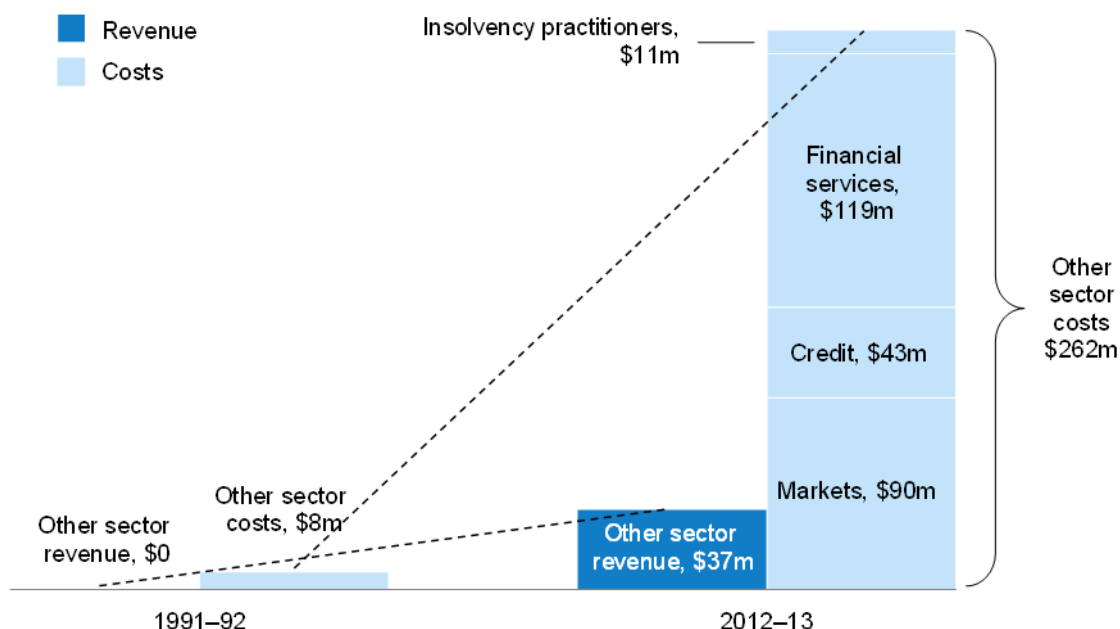 Revenue
Costs
Insolvency practitioners,
$11m
Financial
services,
$119m
Other
sector
costs
$262m
Credit, $43m
Markets, $90m
Other sector
costs, $8m
Other sector
revenue, $0
Other sector
revenue, $37m
1991–92
2012–13